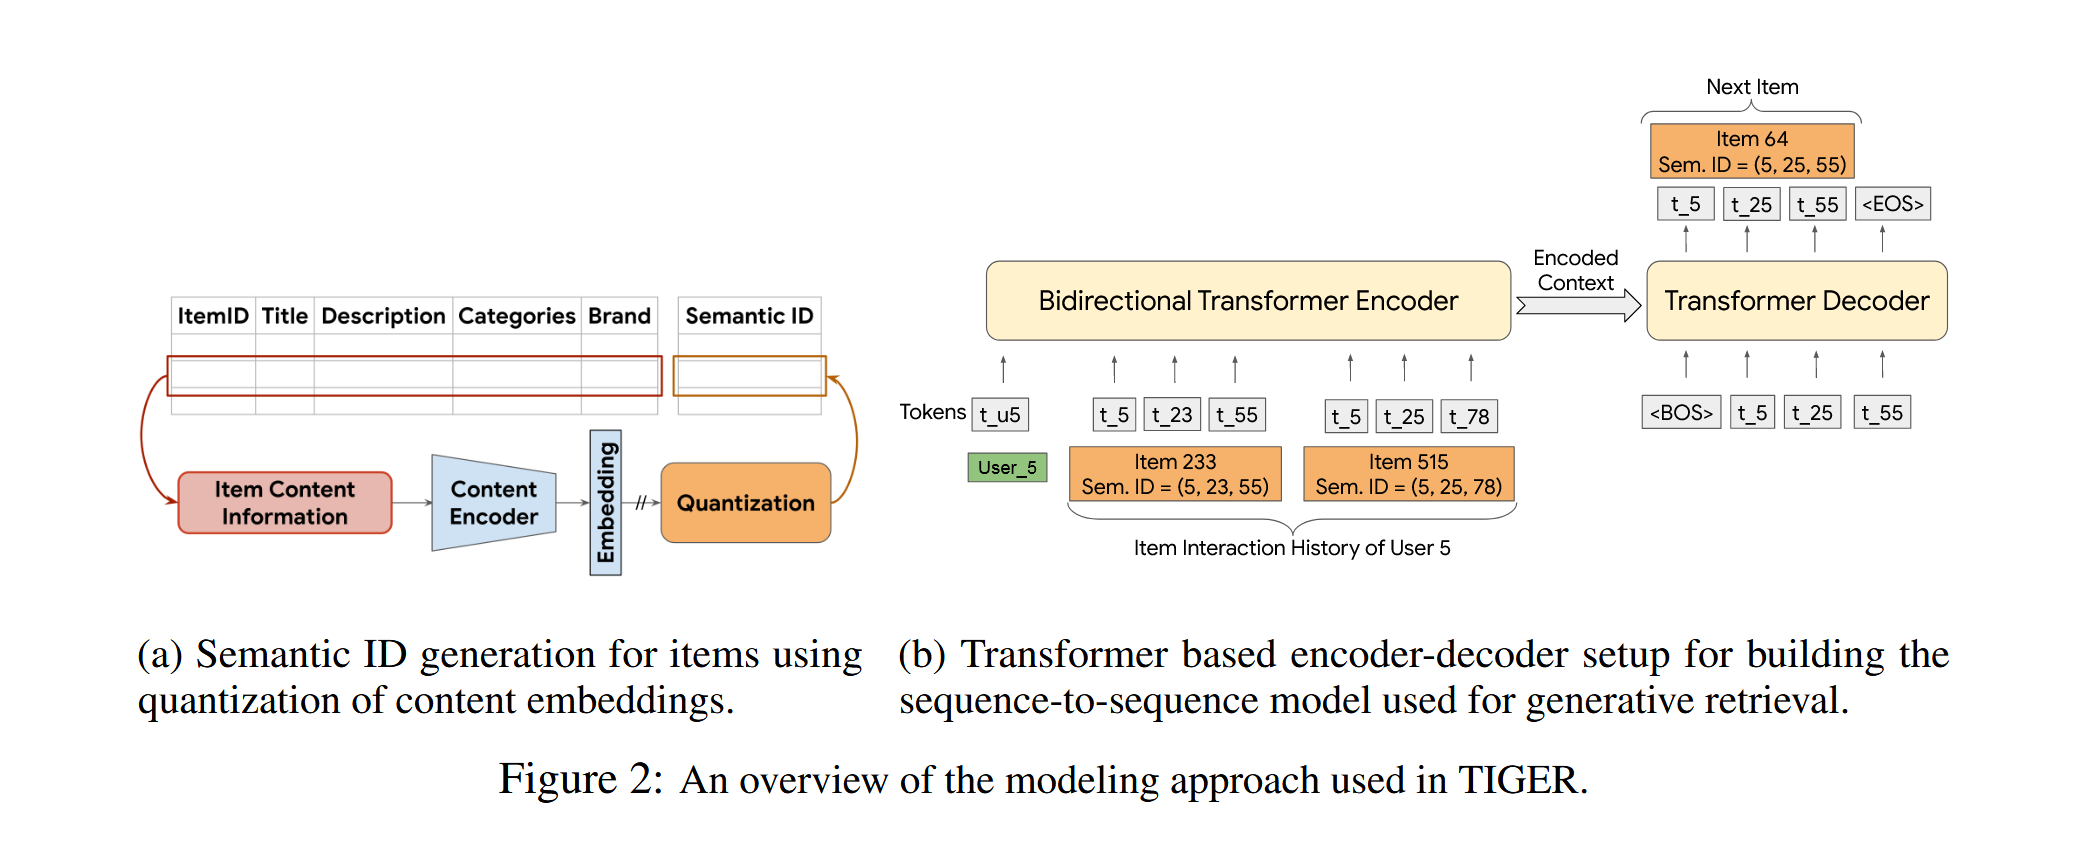 ItemID Title Description Categories Brand Semantic ID
Item Content
Information
Content
Encoder
Embedding
//
Quantization
(a) Semantic ID generation for items using
quantization of content embeddings.
Next Item
Item 64
Sem. ID = (5, 25, 55)
t_5 t_25 t_55 <EOS>
Bidirectional Transformer Encoder
Encoded
Context
Transformer Decoder
Tokens t_u5 t_5 t_23 t_55 t_5 t_25 t_78
<BOS> t_5 t_25 t_55
User_5
Item 233
Sem. ID = (5, 23, 55)
Item 515
Sem. ID = (5, 25, 78)
Item Interaction History of User 5
(b) Transformer based encoder-decoder setup for building the
sequence-to-sequence model used for generative retrieval.
Figure 2: An overview of the modeling approach used in TIGER.